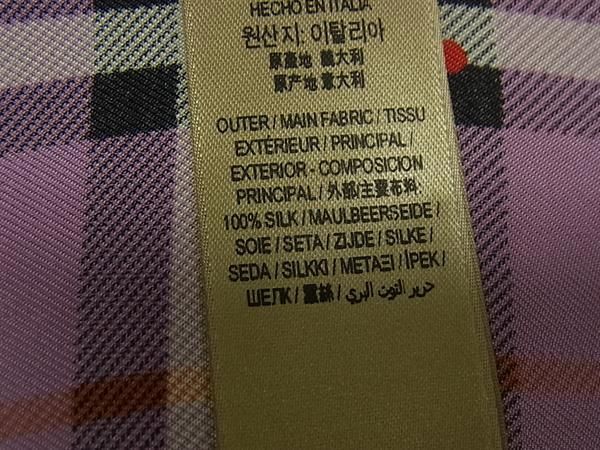 HECHO EN ITALIA
원산지: 이탈리아
原產地 義大利
原产地 意大利
OUTER / MAIN FABRIC / TISSU
EXTERIEUR / PRINCIPAL /
EXTERIOR - COMPOSICION
PRINCIPAL / 外部/主要布料:
100% SILK / MAULBEERSEIDE /
SOIE / SETA / ZIJDE / SILKE /
SEDA / SILKKI / ΜΕΤΑΞΙ / İPEK /
ШЕЛК / 蠶絲 / حرير التوت البري /